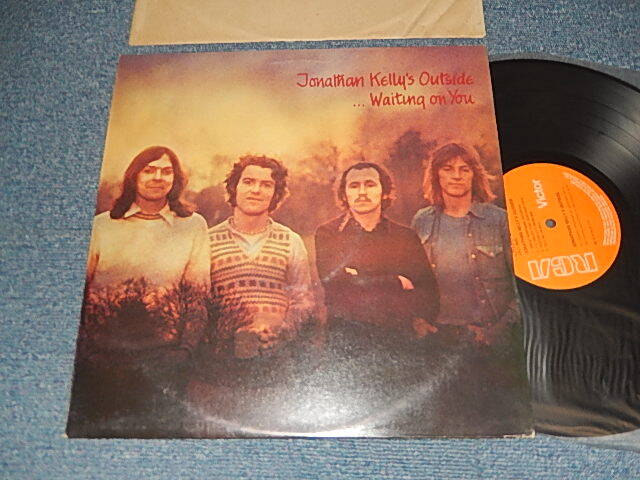 Jonathan Kelly's Outside
... Waiting on You
RCA
Victor